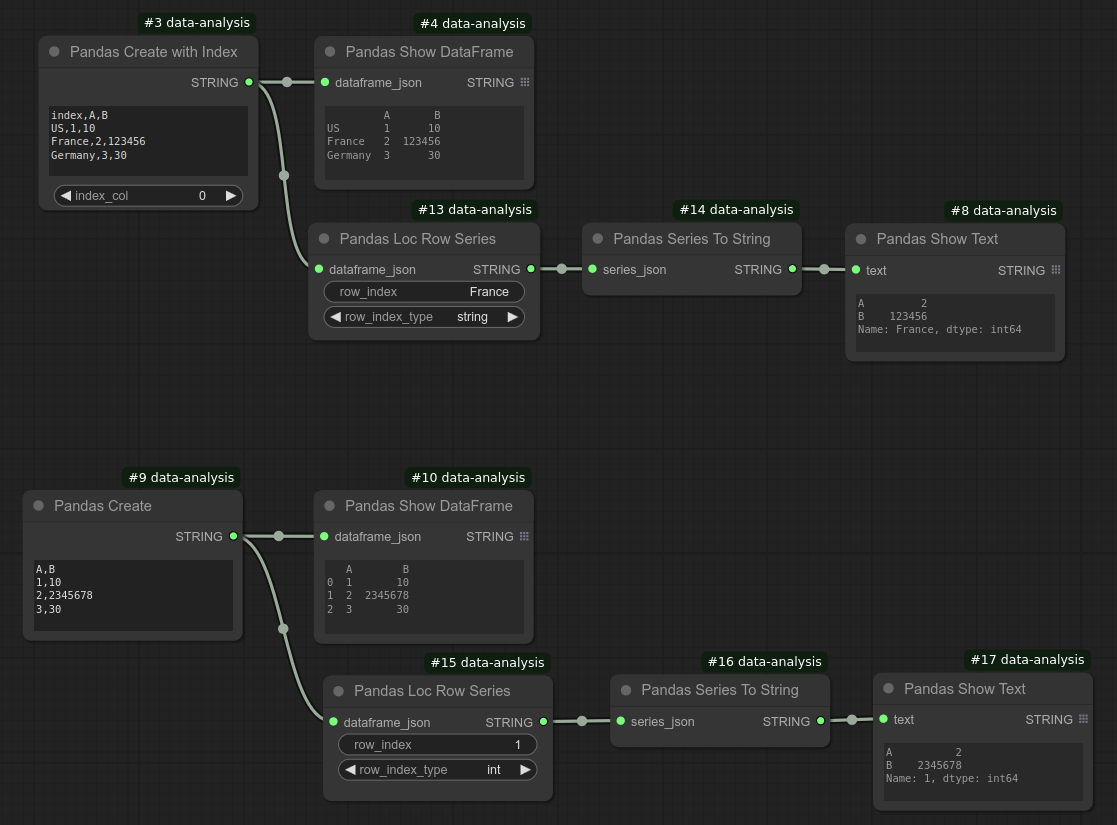 #3 data-analysis
Pandas Create with Index
STRING
index,A,B
US,1,10
France,2,123456
Germany,3,30
index_col 0
#4 data-analysis
Pandas Show DataFrame
dataframe_json STRING
A B
US 1 10
France 2 123456
Germany 3 30
#13 data-analysis
Pandas Loc Row Series
dataframe_json STRING
row_index France
row_index_type string
#14 data-analysis
Pandas Series To String
series_json STRING
#8 data-analysis
Pandas Show Text
text STRING
A 2
B 123456
Name: France, dtype: int64
#9 data-analysis
Pandas Create
STRING
A,B
1,10
2,2345678
3,30
#10 data-analysis
Pandas Show DataFrame
dataframe_json STRING
A B
0 1 10
1 2 2345678
2 3 30
#15 data-analysis
Pandas Loc Row Series
dataframe_json STRING
row_index 1
row_index_type int
#16 data-analysis
Pandas Series To String
series_json STRING
#17 data-analysis
Pandas Show Text
text STRING
A 2
B 2345678
Name: 1, dtype: int64